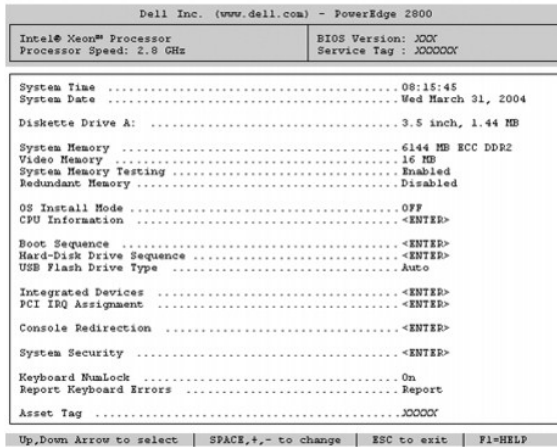 Dell Inc. (www.dell.com) - PowerEdge 2800
Intel® Xeon™ Processor
Processor Speed: 2.8 GHz
BIOS Version: XXX
Service Tag : XXXXXX
System Time ........................................ 08:15:45
System Date ........................................ Wed March 31, 2004
Diskette Drive A: .................................. 3.5 inch, 1.44 MB
System Memory ...................................... 6144 MB ECC DDR2
Video Memory ....................................... 16 MB
System Memory Testing .............................. Enabled
Redundant Memory ................................... Disabled
OS Install Mode .................................... OFF
CPU Information .................................... <ENTER>
Boot Sequence ...................................... <ENTER>
Hard-Disk Drive Sequence ........................... <ENTER>
USB Flash Drive Type ............................... Auto
Integrated Devices ................................. <ENTER>
PCI IRQ Assignment ................................. <ENTER>
Console Redirection ................................ <ENTER>
System Security .................................... <ENTER>
Keyboard NumLock ................................... On
Report Keyboard Errors ............................. Report
Asset Tag .......................................... XXXXX
Up,Down Arrow to select | SPACE,+,- to change | ESC to exit | F1=HELP